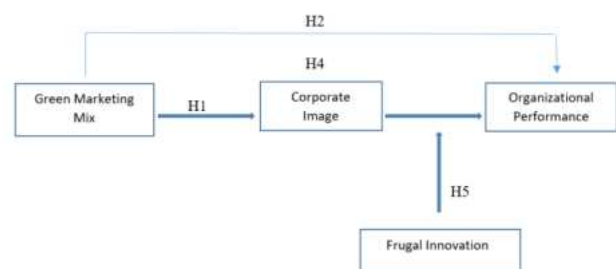 H2
H4
Green Marketing
Mix
H1
Corporate
Image
Organizational
Performance
H5
Frugal Innovation